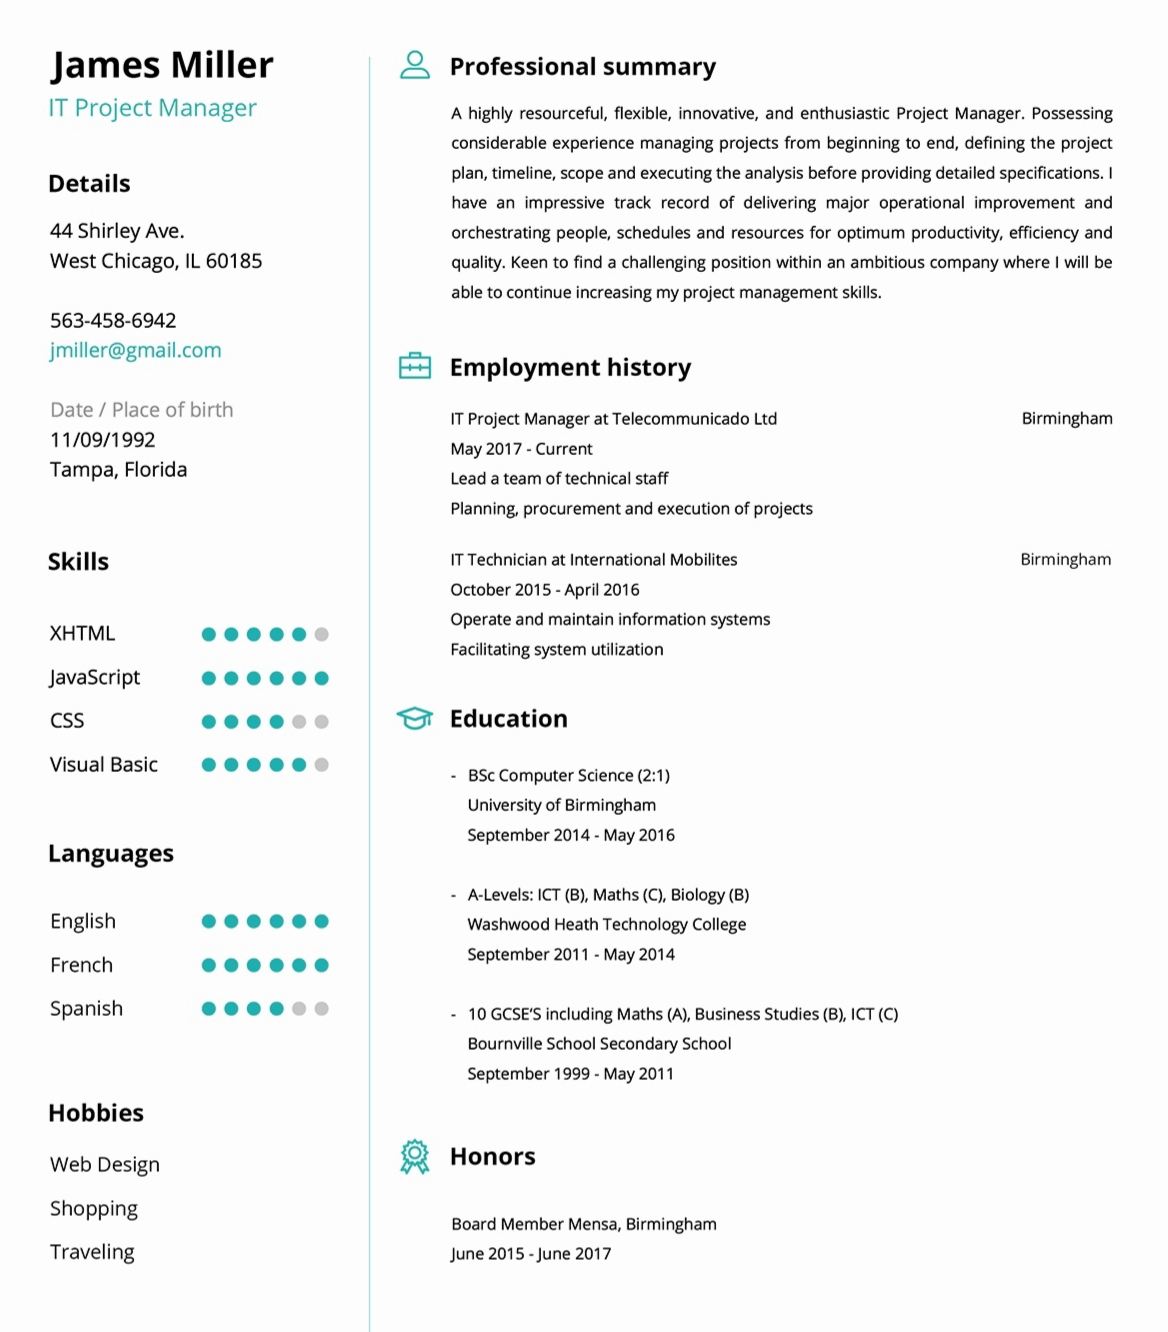 James Miller
IT Project Manager
Details
44 Shirley Ave.
West Chicago, IL 60185
563-458-6942
jmiller@gmail.com
Date / Place of birth
11/09/1992
Tampa, Florida
Skills
XHTML
JavaScript
CSS
Visual Basic
Languages
English
French
Spanish
Hobbies
Web Design
Shopping
Traveling
Professional summary
A highly resourceful, flexible, innovative, and enthusiastic Project Manager. Possessing
considerable experience managing projects from beginning to end, defining the project
plan, timeline, scope and executing the analysis before providing detailed specifications. I
have an impressive track record of delivering major operational improvement and
orchestrating people, schedules and resources for optimum productivity, efficiency and
quality. Keen to find a challenging position within an ambitious company where I will be
able to continue increasing my project management skills.
Employment history
IT Project Manager at Telecommunicado Ltd Birmingham
May 2017 - Current
Lead a team of technical staff
Planning, procurement and execution of projects
IT Technician at International Mobilites Birmingham
October 2015 - April 2016
Operate and maintain information systems
Facilitating system utilization
Education
- BSc Computer Science (2:1)
University of Birmingham
September 2014 - May 2016
- A-Levels: ICT (B), Maths (C), Biology (B)
Washwood Heath Technology College
September 2011 - May 2014
- 10 GCSE’S including Maths (A), Business Studies (B), ICT (C)
Bournville School Secondary School
September 1999 - May 2011
Honors
Board Member Mensa, Birmingham
June 2015 - June 2017